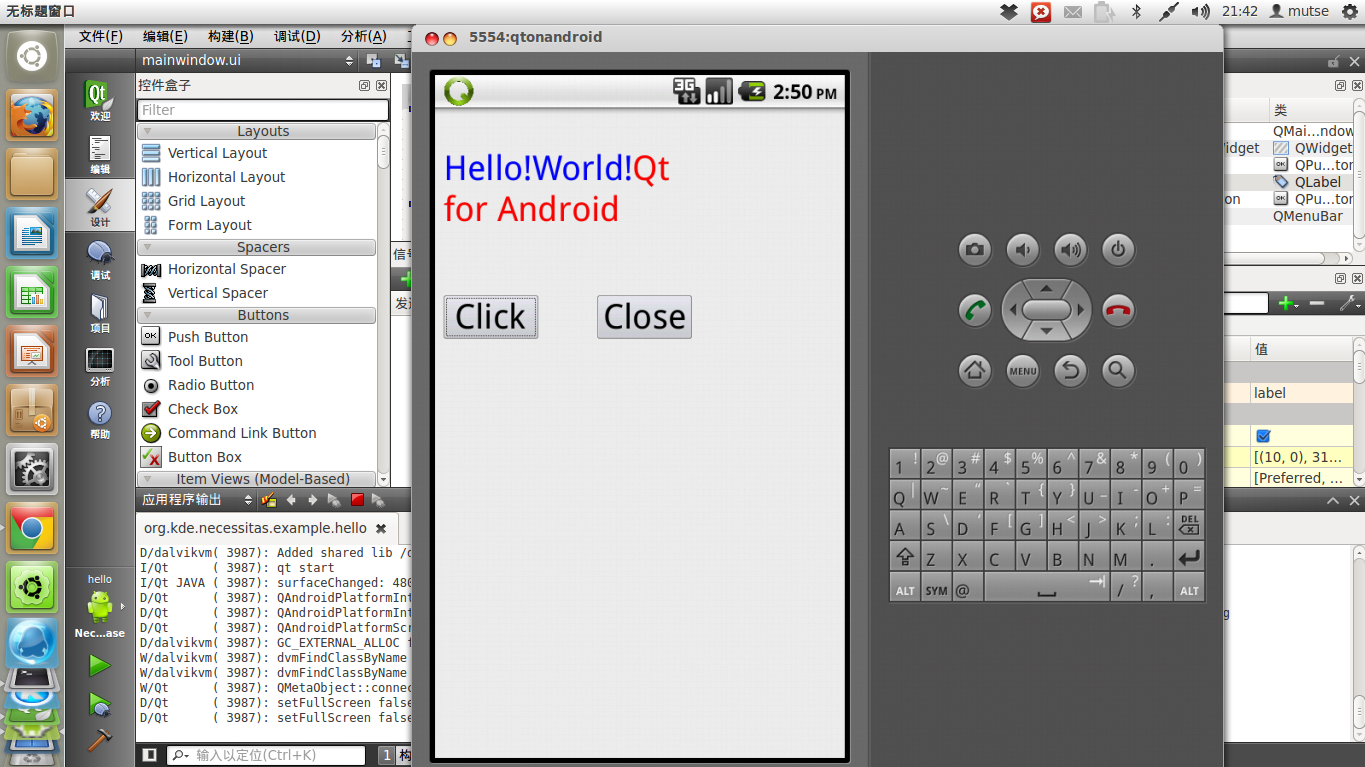 无标题窗口
21:42
mutse
文件(F)
编辑(E)
构建(B)
调试(D)
分析(A)
5554:qtonandroid
mainwindow.ui
控件盒子
Filter
Layouts
Vertical Layout
Horizontal Layout
Grid Layout
Form Layout
Spacers
Horizontal Spacer
Vertical Spacer
Buttons
Push Button
Tool Button
Radio Button
Check Box
Command Link Button
Button Box
Item Views (Model-Based)
Qt
欢迎
编辑
设计
调试
项目
分析
帮助
hello
Nec...ase
应用程序输出
org.kde.necessitas.example.hello
D/dalvikvm( 3987): Added shared lib /d
I/Qt ( 3987): qt start
I/Qt JAVA ( 3987): surfaceChanged: 480
D/Qt ( 3987): QAndroidPlatformInt
D/Qt ( 3987): QAndroidPlatformInt
D/Qt ( 3987): QAndroidPlatformScr
D/dalvikvm( 3987): GC_EXTERNAL_ALLOC f
W/dalvikvm( 3987): dvmFindClassByName
W/dalvikvm( 3987): dvmFindClassByName
W/Qt ( 3987): QMetaObject::connec
D/Qt ( 3987): setFullScreen false
D/Qt ( 3987): setFullScreen false
输入以定位(Ctrl+K)
1 构
信号
发送
3G
2:50 PM
Hello!World!Qt
for Android
Click
Close
MENU
1 ! 2 @ 3 # 4 $ 5 % 6 ^ 7 & 8 * 9 ( 0 )
Q | W ~ E " R ` T { Y } U _ I - O + P =
A S \ D ' F [ G ] H < J > K ; L : DEL
Z X C V B N M .
ALT SYM @ / ? , ALT
类
QMai...ndow
idget QWidget
QPu...ton
QLabel
on QPu...ton
QMenuBar
值
label
[(10, 0), 31...
[Preferred, ...
g